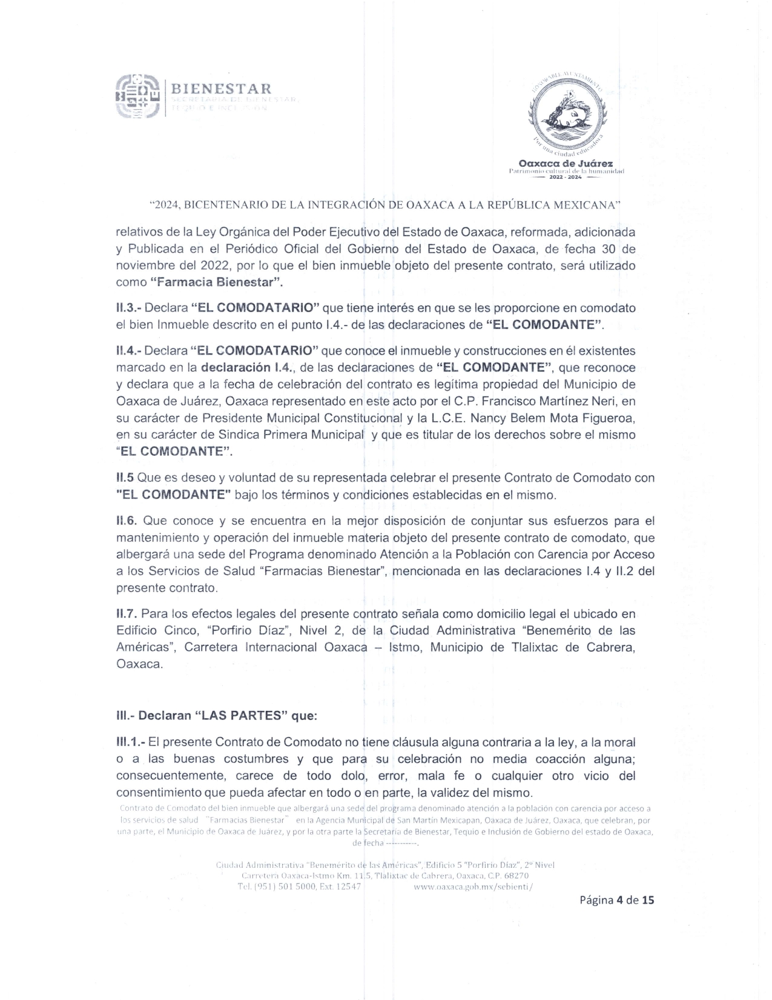 BIENESTAR
SECRETARÍA DE BIENESTAR,
TEQUIO E INCLUSIÓN
HONORABLE AYUNTAMIENTO
Por una ciudad educadora
Oaxaca de Juárez
Patrimonio cultural de la humanidad
2022 - 2024
“2024, BICENTENARIO DE LA INTEGRACIÓN DE OAXACA A LA REPÚBLICA MEXICANA”
relativos de la Ley Orgánica del Poder Ejecutivo del Estado de Oaxaca, reformada, adicionada
y Publicada en el Periódico Oficial del Gobierno del Estado de Oaxaca, de fecha 30 de
noviembre del 2022, por lo que el bien inmueble objeto del presente contrato, será utilizado
como “Farmacia Bienestar”.
II.3.- Declara “EL COMODATARIO” que tiene interés en que se les proporcione en comodato
el bien Inmueble descrito en el punto I.4.- de las declaraciones de “EL COMODANTE”.
II.4.- Declara “EL COMODATARIO” que conoce el inmueble y construcciones en él existentes
marcado en la declaración I.4., de las declaraciones de “EL COMODANTE”, que reconoce
y declara que a la fecha de celebración del contrato es legítima propiedad del Municipio de
Oaxaca de Juárez, Oaxaca representado en este acto por el C.P. Francisco Martínez Neri, en
su carácter de Presidente Municipal Constitucional y la L.C.E. Nancy Belem Mota Figueroa,
en su carácter de Sindica Primera Municipal y que es titular de los derechos sobre el mismo
“EL COMODANTE”.
II.5 Que es deseo y voluntad de su representada celebrar el presente Contrato de Comodato con
"EL COMODANTE" bajo los términos y condiciones establecidas en el mismo.
II.6. Que conoce y se encuentra en la mejor disposición de conjuntar sus esfuerzos para el
mantenimiento y operación del inmueble materia objeto del presente contrato de comodato, que
albergará una sede del Programa denominado Atención a la Población con Carencia por Acceso
a los Servicios de Salud “Farmacias Bienestar”, mencionada en las declaraciones I.4 y II.2 del
presente contrato.
II.7. Para los efectos legales del presente contrato señala como domicilio legal el ubicado en
Edificio Cinco, “Porfirio Díaz”, Nivel 2, de la Ciudad Administrativa “Benemérito de las
Américas”, Carretera Internacional Oaxaca – Istmo, Municipio de Tlalixtac de Cabrera,
Oaxaca.
III.- Declaran “LAS PARTES” que:
III.1.- El presente Contrato de Comodato no tiene cláusula alguna contraria a la ley, a la moral
o a las buenas costumbres y que para su celebración no media coacción alguna;
consecuentemente, carece de todo dolo, error, mala fe o cualquier otro vicio del
consentimiento que pueda afectar en todo o en parte, la validez del mismo.
Contrato de Comodato del bien inmueble que albergará una sede del programa denominado atención a la población con carencia por acceso a
los servicios de salud "Farmacias Bienestar" en la Agencia Municipal de San Martín Mexicapan, Oaxaca de Juárez, Oaxaca, que celebran, por
una parte, el Municipio de Oaxaca de Juárez, y por la otra parte la Secretaría de Bienestar, Tequio e Inclusión de Gobierno del estado de Oaxaca,
de fecha ----------.
Ciudad Administrativa "Benemérito de las Américas", Edificio 5 "Porfirio Díaz", 2° Nivel
Carretera Oaxaca-Istmo Km. 11.5, Tlalixtac de Cabrera, Oaxaca, C.P. 68270
Tel. (951) 501 5000, Ext. 12547 www.oaxaca.gob.mx/sebienti/
Página 4 de 15